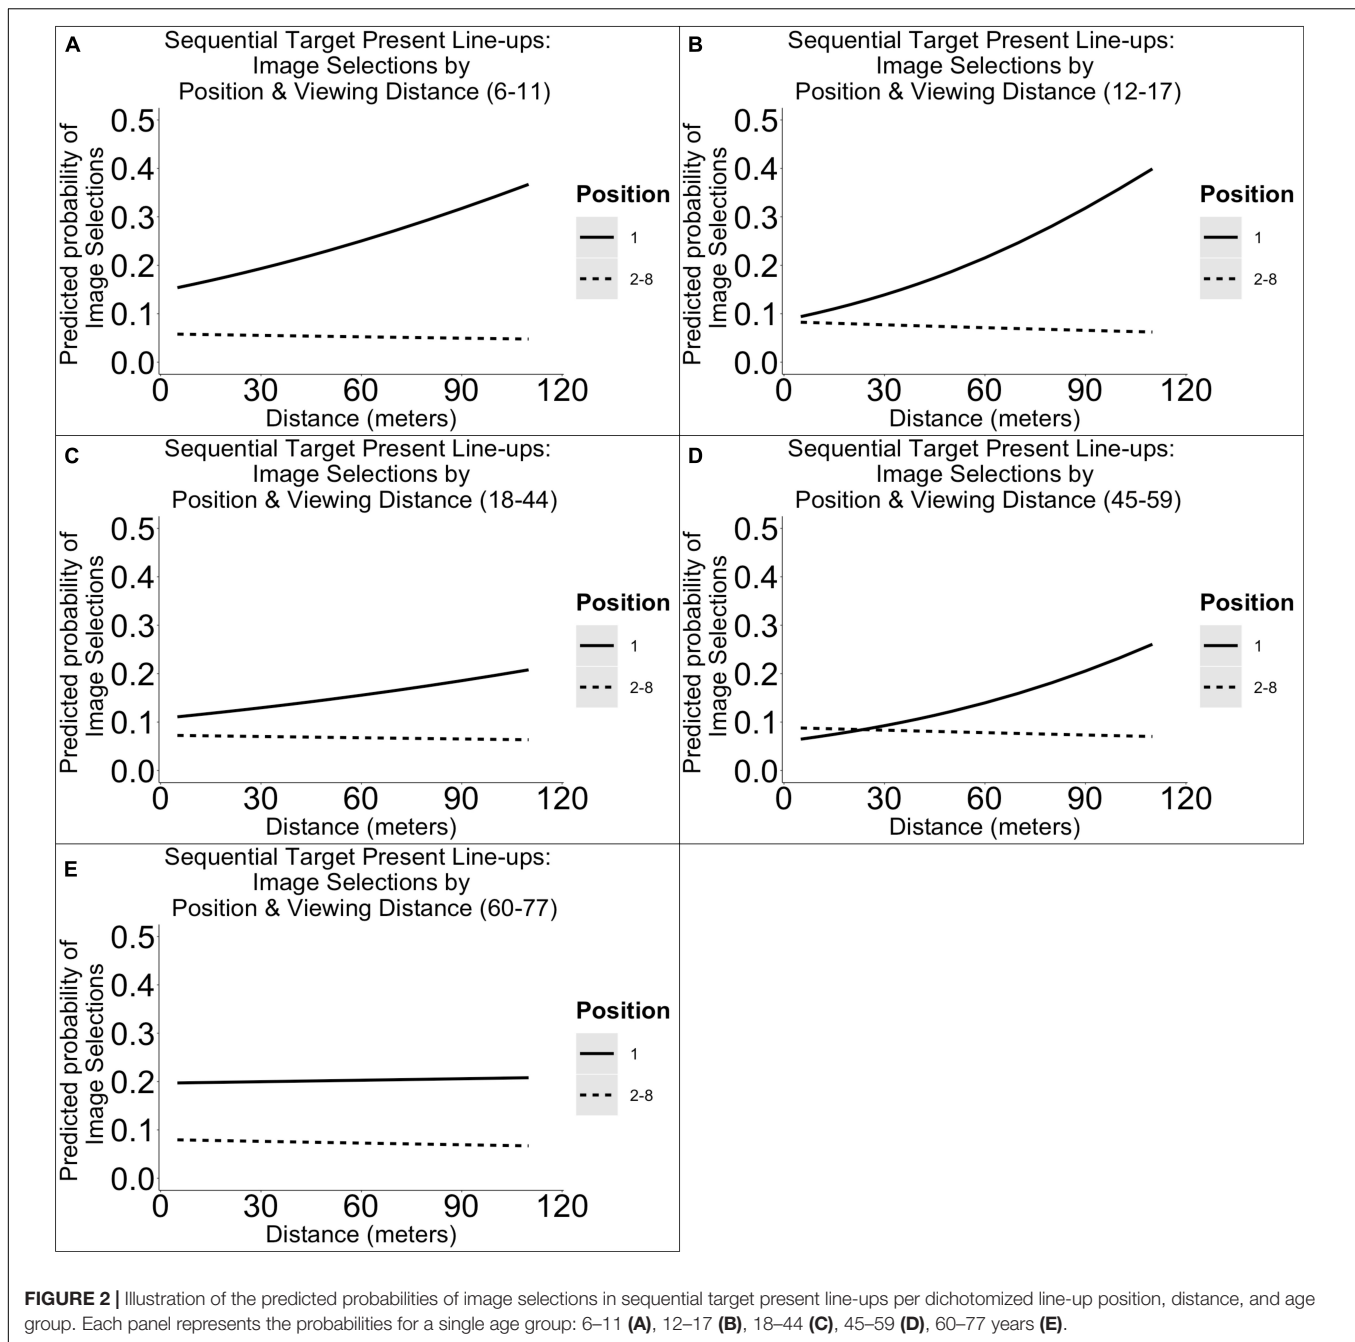 A
Sequential Target Present Line-ups:
Image Selections by
Position & Viewing Distance (6-11)
Predicted probability of
Image Selections
0.5
0.4
0.3
0.2
0.1
0.0
0 30 60 90 120
Distance (meters)
Position
1
2-8
B
Sequential Target Present Line-ups:
Image Selections by
Position & Viewing Distance (12-17)
Predicted probability of
Image Selections
0.5
0.4
0.3
0.2
0.1
0.0
0 30 60 90 120
Distance (meters)
Position
1
2-8
C
Sequential Target Present Line-ups:
Image Selections by
Position & Viewing Distance (18-44)
Predicted probability of
Image Selections
0.5
0.4
0.3
0.2
0.1
0.0
0 30 60 90 120
Distance (meters)
Position
1
2-8
D
Sequential Target Present Line-ups:
Image Selections by
Position & Viewing Distance (45-59)
Predicted probability of
Image Selections
0.5
0.4
0.3
0.2
0.1
0.0
0 30 60 90 120
Distance (meters)
Position
1
2-8
E
Sequential Target Present Line-ups:
Image Selections by
Position & Viewing Distance (60-77)
Predicted probability of
Image Selections
0.5
0.4
0.3
0.2
0.1
0.0
0 30 60 90 120
Distance (meters)
Position
1
2-8
FIGURE 2 | Illustration of the predicted probabilities of image selections in sequential target present line-ups per dichotomized line-up position, distance, and age
group. Each panel represents the probabilities for a single age group: 6–11 (A), 12–17 (B), 18–44 (C), 45–59 (D), 60–77 years (E).